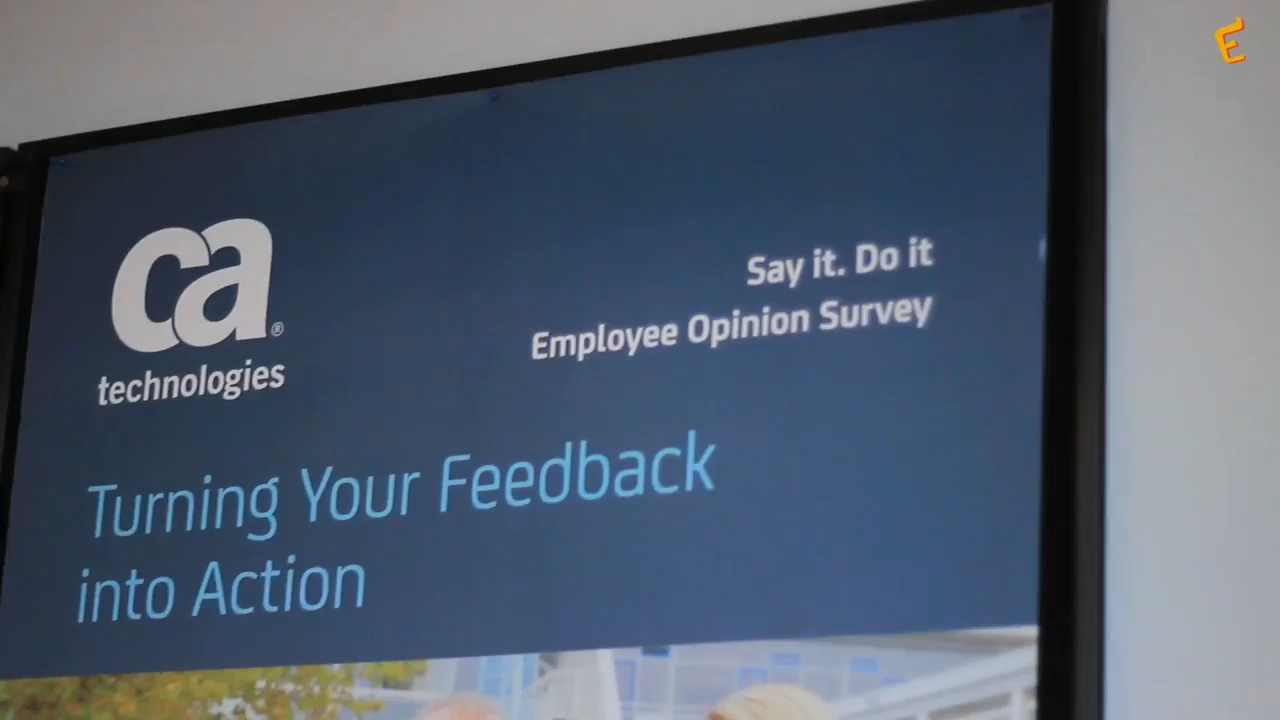 ca®
technologies
Say it. Do it
Employee Opinion Survey
Turning Your Feedback
into Action
E